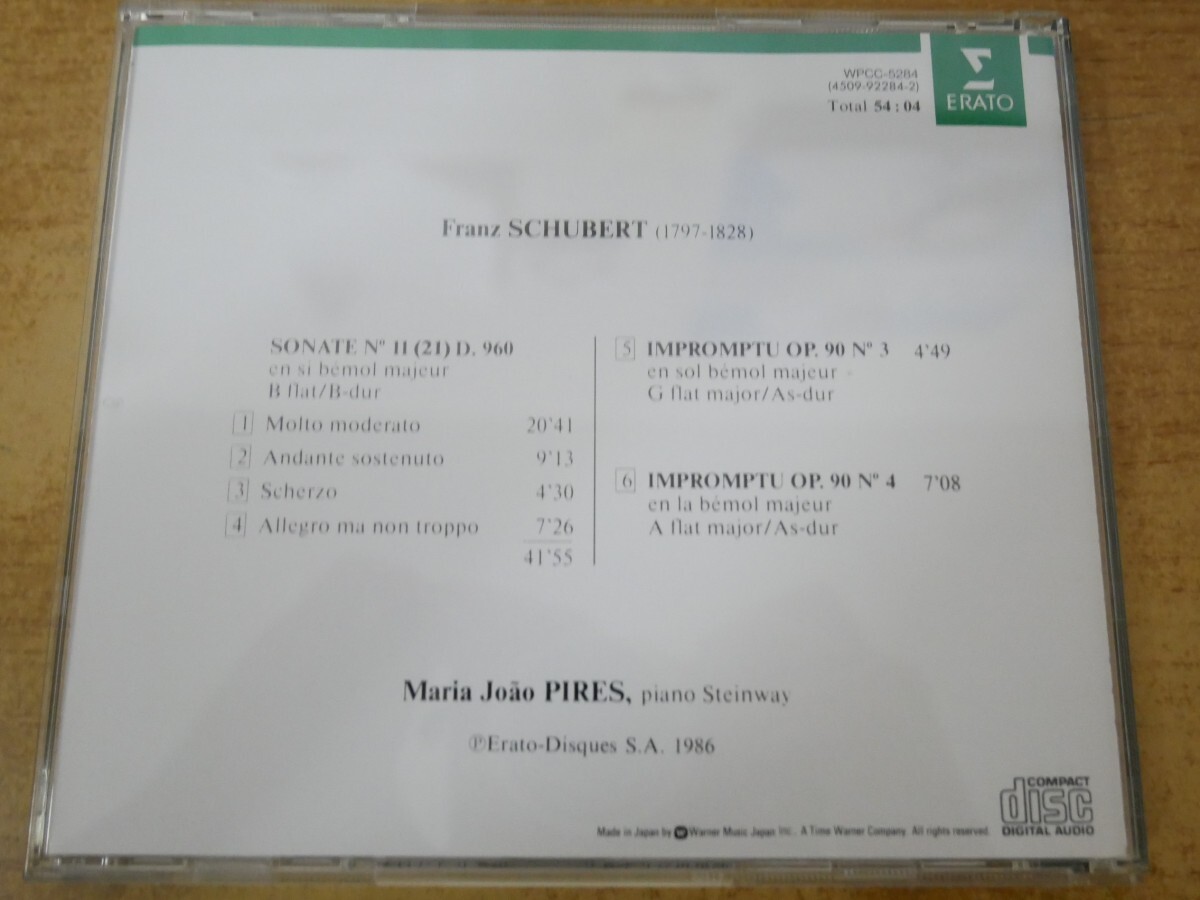 WPCC-5284
(4509-92284-2)
Total 54 : 04
ERATO
Franz SCHUBERT (1797-1828)
SONATE Nº 11 (21) D. 960
en si bémol majeur
B flat/B-dur
1 Molto moderato 20'41
2 Andante sostenuto 9'13
3 Scherzo 4'30
4 Allegro ma non troppo 7'26
41'55
5 IMPROMPTU OP. 90 Nº 3 4'49
en sol bémol majeur
G flat major/As-dur
6 IMPROMPTU OP. 90 Nº 4 7'08
en la bémol majeur
A flat major/As-dur
Maria João PIRES, piano Steinway
℗Erato-Disques S.A. 1986
COMPACT
disc
DIGITAL AUDIO
Made in Japan by Warner Music Japan Inc. A Time Warner Company. All rights reserved.